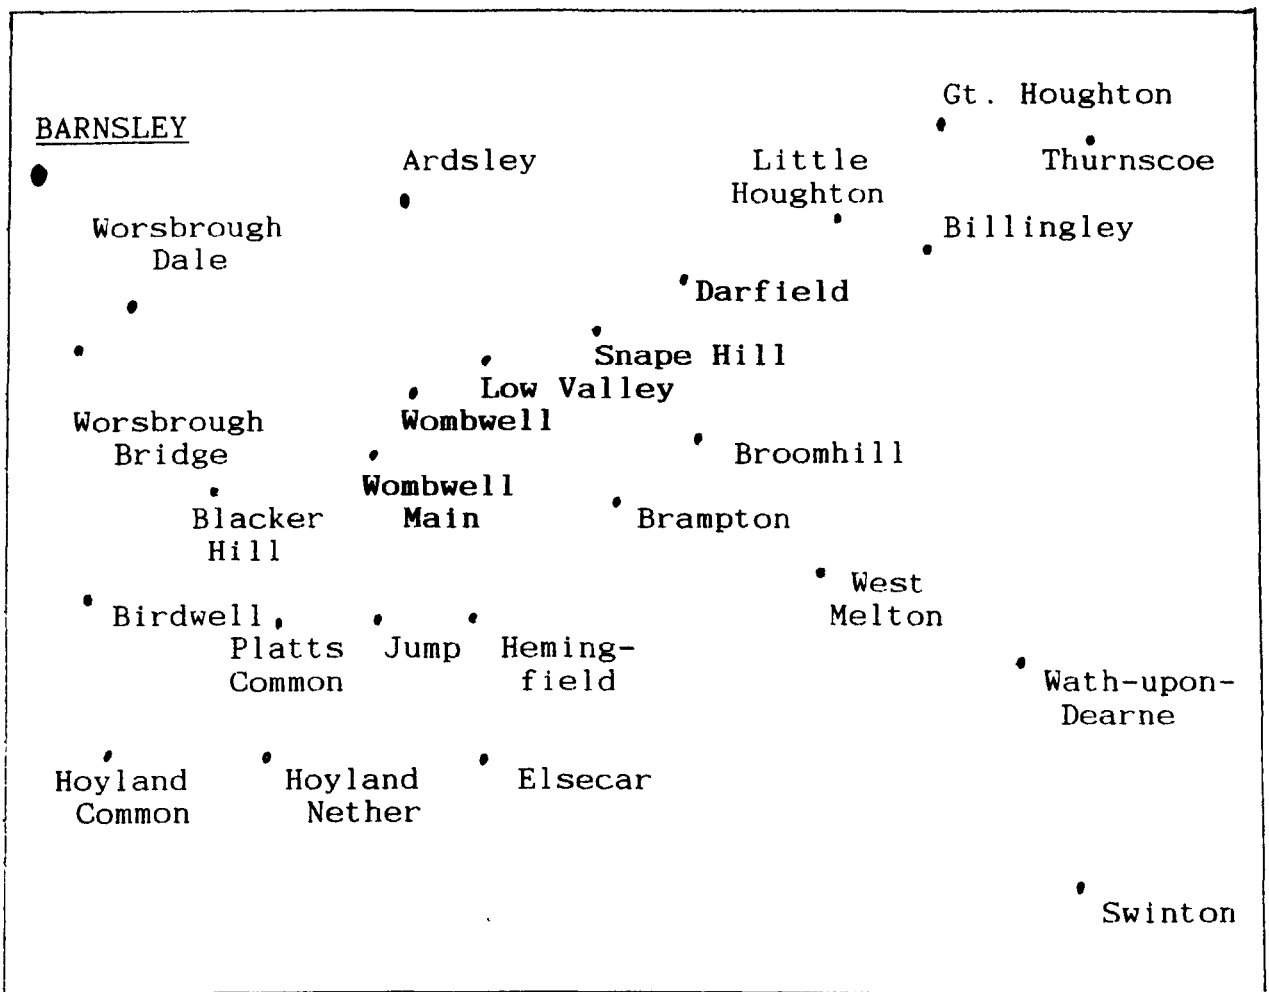 Gt. Houghton
BARNSLEY
Ardsley
Little
Houghton
Thurnscoe
Worsbrough
Dale
Billingley
Darfield
Snape Hill
Low Valley
Wombwell
Worsbrough
Bridge
Broomhill
Wombwell
Main
Blacker
Hill
Brampton
West
Melton
Birdwell
Platts
Common
Jump
Heming-
field
Wath-upon-
Dearne
Hoyland
Common
Hoyland
Nether
Elsecar
Swinton